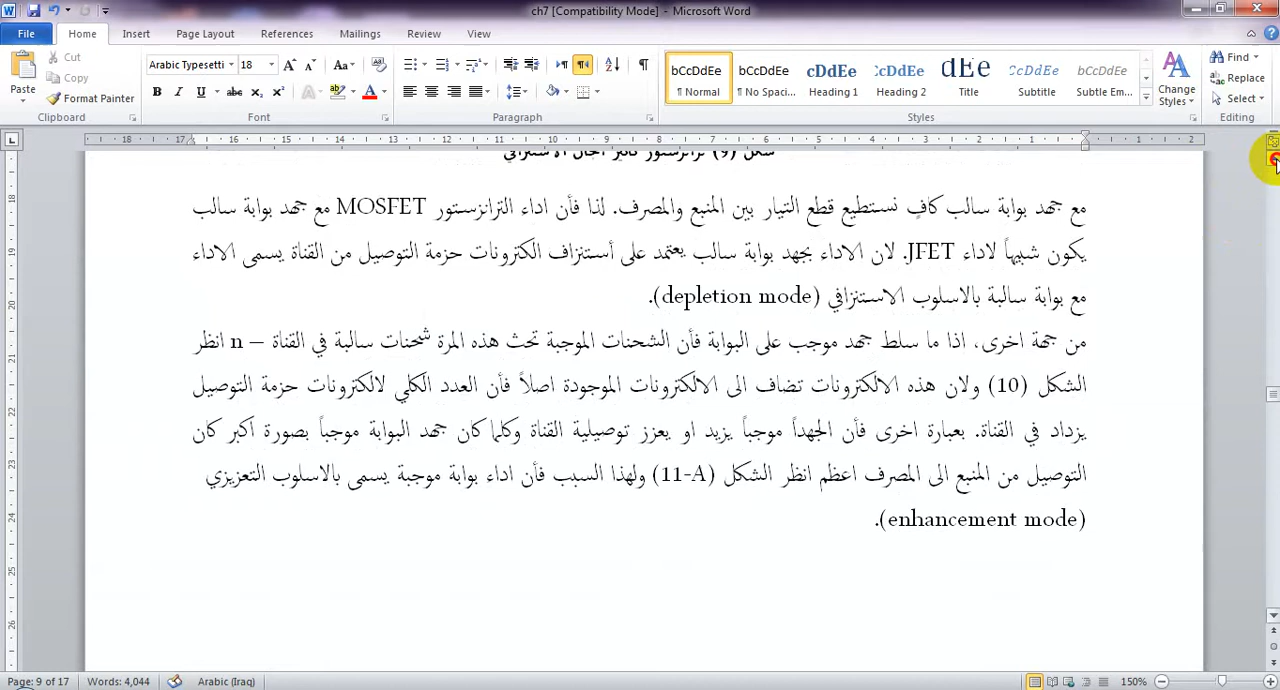 ch7 [Compatibility Mode] - Microsoft Word
File Home Insert Page Layout References Mailings Review View
Cut
Copy
Format Painter
Paste
Clipboard
Arabic Typesetti 18
Font
Paragraph
AaBbCcDdEe
¶ Normal ¶ No Spaci... Heading 1 Heading 2 Title Subtitle Subtle Em...
Styles
Change Styles
Find
Replace
Select
Editing
شكل (9) ترانزستور تأثير المجال الاستنزافي
مع جهد بوابة سالب كافٍ نستطيع قطع التيار بين المنبع والمصرف. لذا فأن اداء الترانزستور MOSFET مع جهد بوابة سالب
يكون شبيهاً لاداء JFET. لان الاداء بجهد بوابة سالب يعتمد على أستنزاف الكترونات حزمة التوصيل من القناة يسمى الاداء
مع بوابة سالبة بالاسلوب الاستنزافي (depletion mode).
من جهة اخرى، اذا ما سلط جهد موجب على البوابة فأن الشحنات الموجبة تحث هذه المرة شحنات سالبة في القناة – n انظر
الشكل (10) ولان هذه الالكترونات تضاف الى الالكترونات الموجودة اصلاً فأن العدد الكلي لالكترونات حزمة التوصيل
يزداد في القناة. بعبارة اخرى فأن الجهداً موجباً يزيد او يعزز توصيلية القناة وكلما كان جهد البوابة موجباً بصورة أكبر كان
التوصيل من المنبع الى المصرف اعظم انظر الشكل (11-A) ولهذا السبب فأن اداء بوابة موجبة يسمى بالاسلوب التعزيزي
(enhancement mode).
Page: 9 of 17 Words: 4,044 Arabic (Iraq) 150%